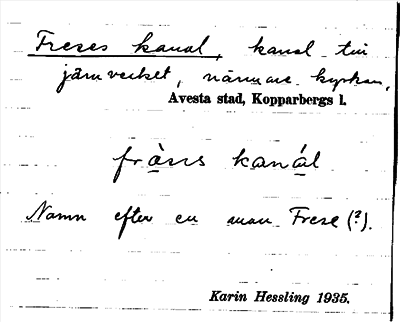 Freses kanal, kanal till
järnverket, närmare kyrkan,
Avesta stad, Kopparbergs l.
fràns kanál
Namn efter en man Frese (?).
Karin Hessling 1935.